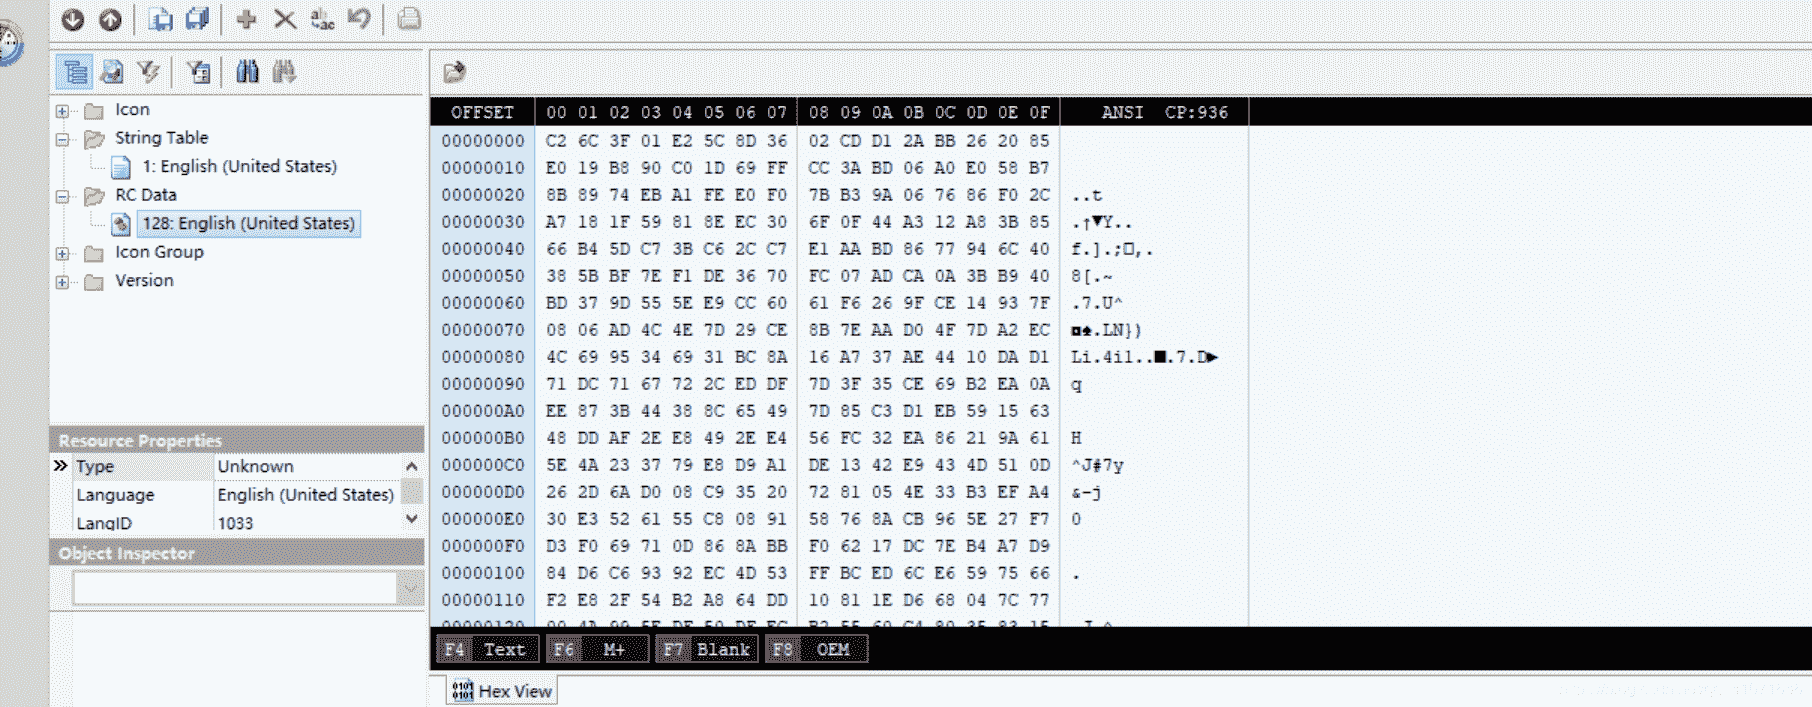 Icon
String Table
1: English (United States)
RC Data
128: English (United States)
Icon Group
Version
Resource Properties
Type Unknown
Language English (United States)
LangID 1033
Object Inspector
OFFSET 00 01 02 03 04 05 06 07 08 09 0A 0B 0C 0D 0E 0F ANSI CP:936
00000000 C2 6C 3F 01 E2 5C 8D 36 02 CD D1 2A BB 26 20 85
00000010 E0 19 B8 90 C0 1D 69 FF CC 3A BD 06 A0 E0 58 B7
00000020 8B 89 74 EB A1 FE E0 F0 7B B3 9A 06 76 86 F0 2C ..t
00000030 A7 18 1F 59 81 8E EC 30 6F 0F 44 A3 12 A8 3B 85 .↑▼Y..
00000040 66 B4 5D C7 3B C6 2C C7 E1 AA BD 86 77 94 6C 40 f.].;□,.
00000050 38 5B BF 7E F1 DE 36 70 FC 07 AD CA 0A 3B B9 40 8[.~
00000060 BD 37 9D 55 5E E9 CC 60 61 F6 26 9F CE 14 93 7F .7.U^
00000070 08 06 AD 4C 4E 7D 29 CE 8B 7E AA D0 4F 7D A2 EC ◘♠.LN})
00000080 4C 69 95 34 69 31 BC 8A 16 A7 37 AE 44 10 DA D1 Li.4i1..■.7.D►
00000090 71 DC 71 67 72 2C ED DF 7D 3F 35 CE 69 B2 EA 0A q
000000A0 EE 87 3B 44 38 8C 65 49 7D 85 C3 D1 EB 59 15 63
000000B0 48 DD AF 2E E8 49 2E E4 56 FC 32 EA 86 21 9A 61 H
000000C0 5E 4A 23 37 79 E8 D9 A1 DE 13 42 E9 43 4D 51 0D ^J#7y
000000D0 26 2D 6A D0 08 C9 35 20 72 81 05 4E 33 B3 EF A4 &-j
000000E0 30 E3 52 61 55 C8 08 91 58 76 8A CB 96 5E 27 F7 0
000000F0 D3 F0 69 71 0D 86 8A BB F0 62 17 DC 7E B4 A7 D9
00000100 84 D6 C6 93 92 EC 4D 53 FF BC ED 6C E6 59 75 66 .
00000110 F2 E8 2F 54 B2 A8 64 DD 10 81 1E D6 68 04 7C 77
F4 Text F6 M+ F7 Blank F8 OEM
Hex View